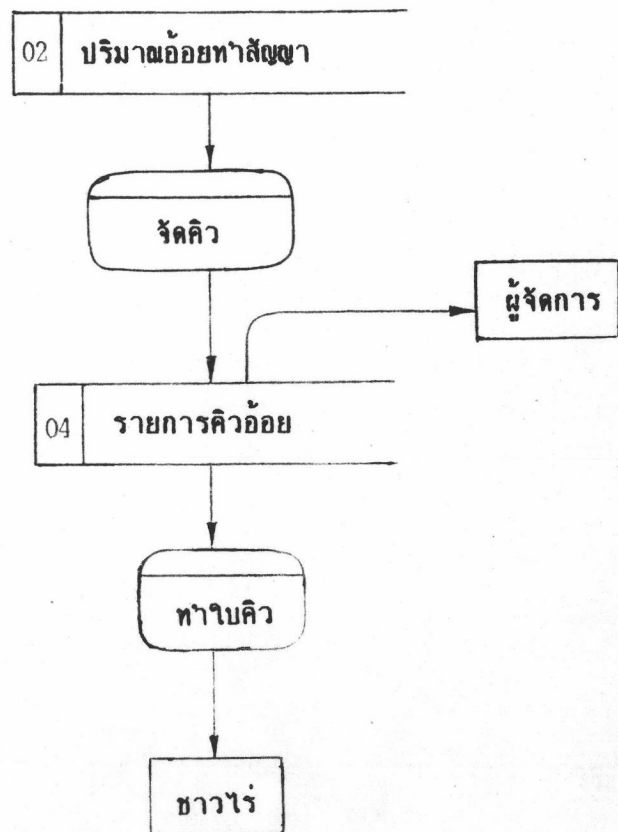 02 ปริมาณอ้อยทำสัญญา
จัดคิว
ผู้จัดการ
04 รายการคิวอ้อย
ทำใบคิว
ชาวไร่